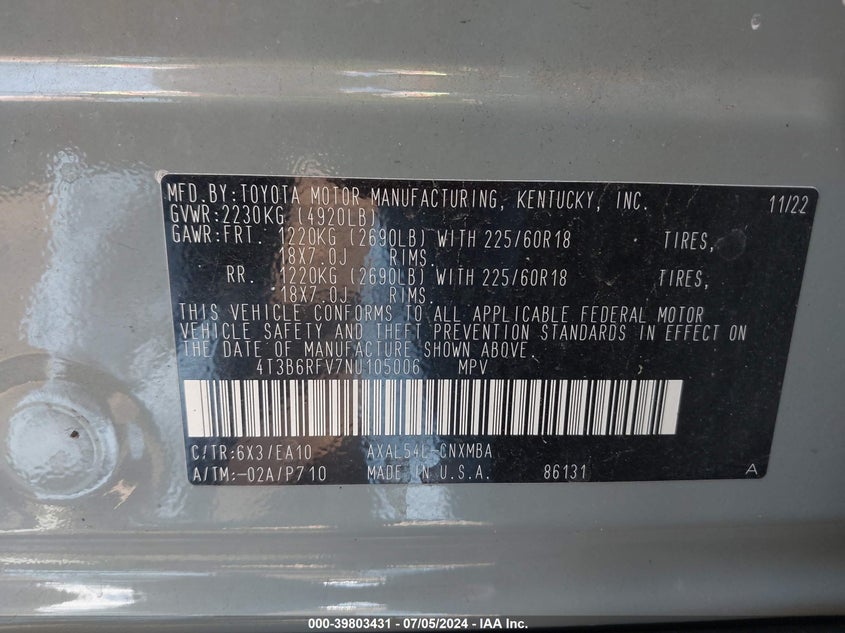 MFD.BY:TOYOTA MOTOR MANUFACTURING, KENTUCKY, INC. 11/22
GVWR:2230KG (4920LB)
GAWR:FRT. 1220KG (2690LB) WITH 225/60R18 TIRES,
18X7.0J RIMS.
RR. 1220KG (2690LB) WITH 225/60R18 TIRES,
18X7.0J RIMS.
THIS VEHICLE CONFORMS TO ALL APPLICABLE FEDERAL MOTOR
VEHICLE SAFETY AND THEFT PREVENTION STANDARDS IN EFFECT ON
THE DATE OF MANUFACTURE SHOWN ABOVE.
4T3B6RFV7NU105006 MPV
C/TR:6X3/EA10 AXAL54L-CNXMBA
A/TM:-02A/P710 MADE IN U.S.A. 86131 A
000-39803431 - 07/05/2024 - IAA Inc.